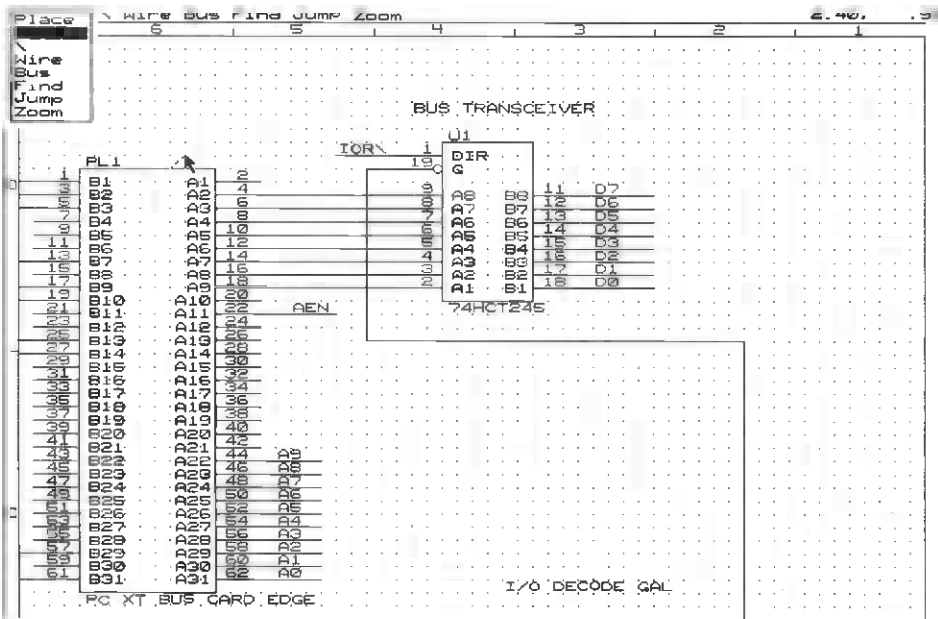 Place \ Wire Bus Find Jump Zoom 2.40, .9
\
Wire
Bus
Find
Jump
Zoom
6 5 4 3 2 1
BUS TRANSCEIVER
U1
IOR\ 1 DIR
19 G
PL1
1 B1 A1 2
3 B2 A2 4 9 A8 B8 11 D7
5 B3 A3 6 8 A7 B7 12 D6
7 B4 A4 8 7 A6 B6 13 D5
9 B5 A5 10 6 A5 B5 14 D4
11 B6 A6 12 5 A4 B4 15 D3
13 B7 A7 14 4 A3 B3 16 D2
15 B8 A8 16 3 A2 B2 17 D1
17 B9 A9 18 2 A1 B1 18 D0
19 B10 A10 20
21 B11 A11 22 AEN 74HCT245
23 B12 A12 24
25 B13 A13 26
27 B14 A14 28
29 B15 A15 30
31 B16 A16 32
33 B17 A17 34
35 B18 A18 36
37 B19 A19 38
39 B20 A20 40
41 B21 A21 42
43 B22 A22 44 A9
45 B23 A23 46 A8
47 B24 A24 48 A7
49 B25 A25 50 A6
51 B26 A26 52 A5
53 B27 A27 54 A4
55 B28 A28 56 A3
57 B29 A29 58 A2
59 B30 A30 60 A1
61 B31 A31 62 A0
I/O DECODE GAL
PC XT BUS CARD EDGE